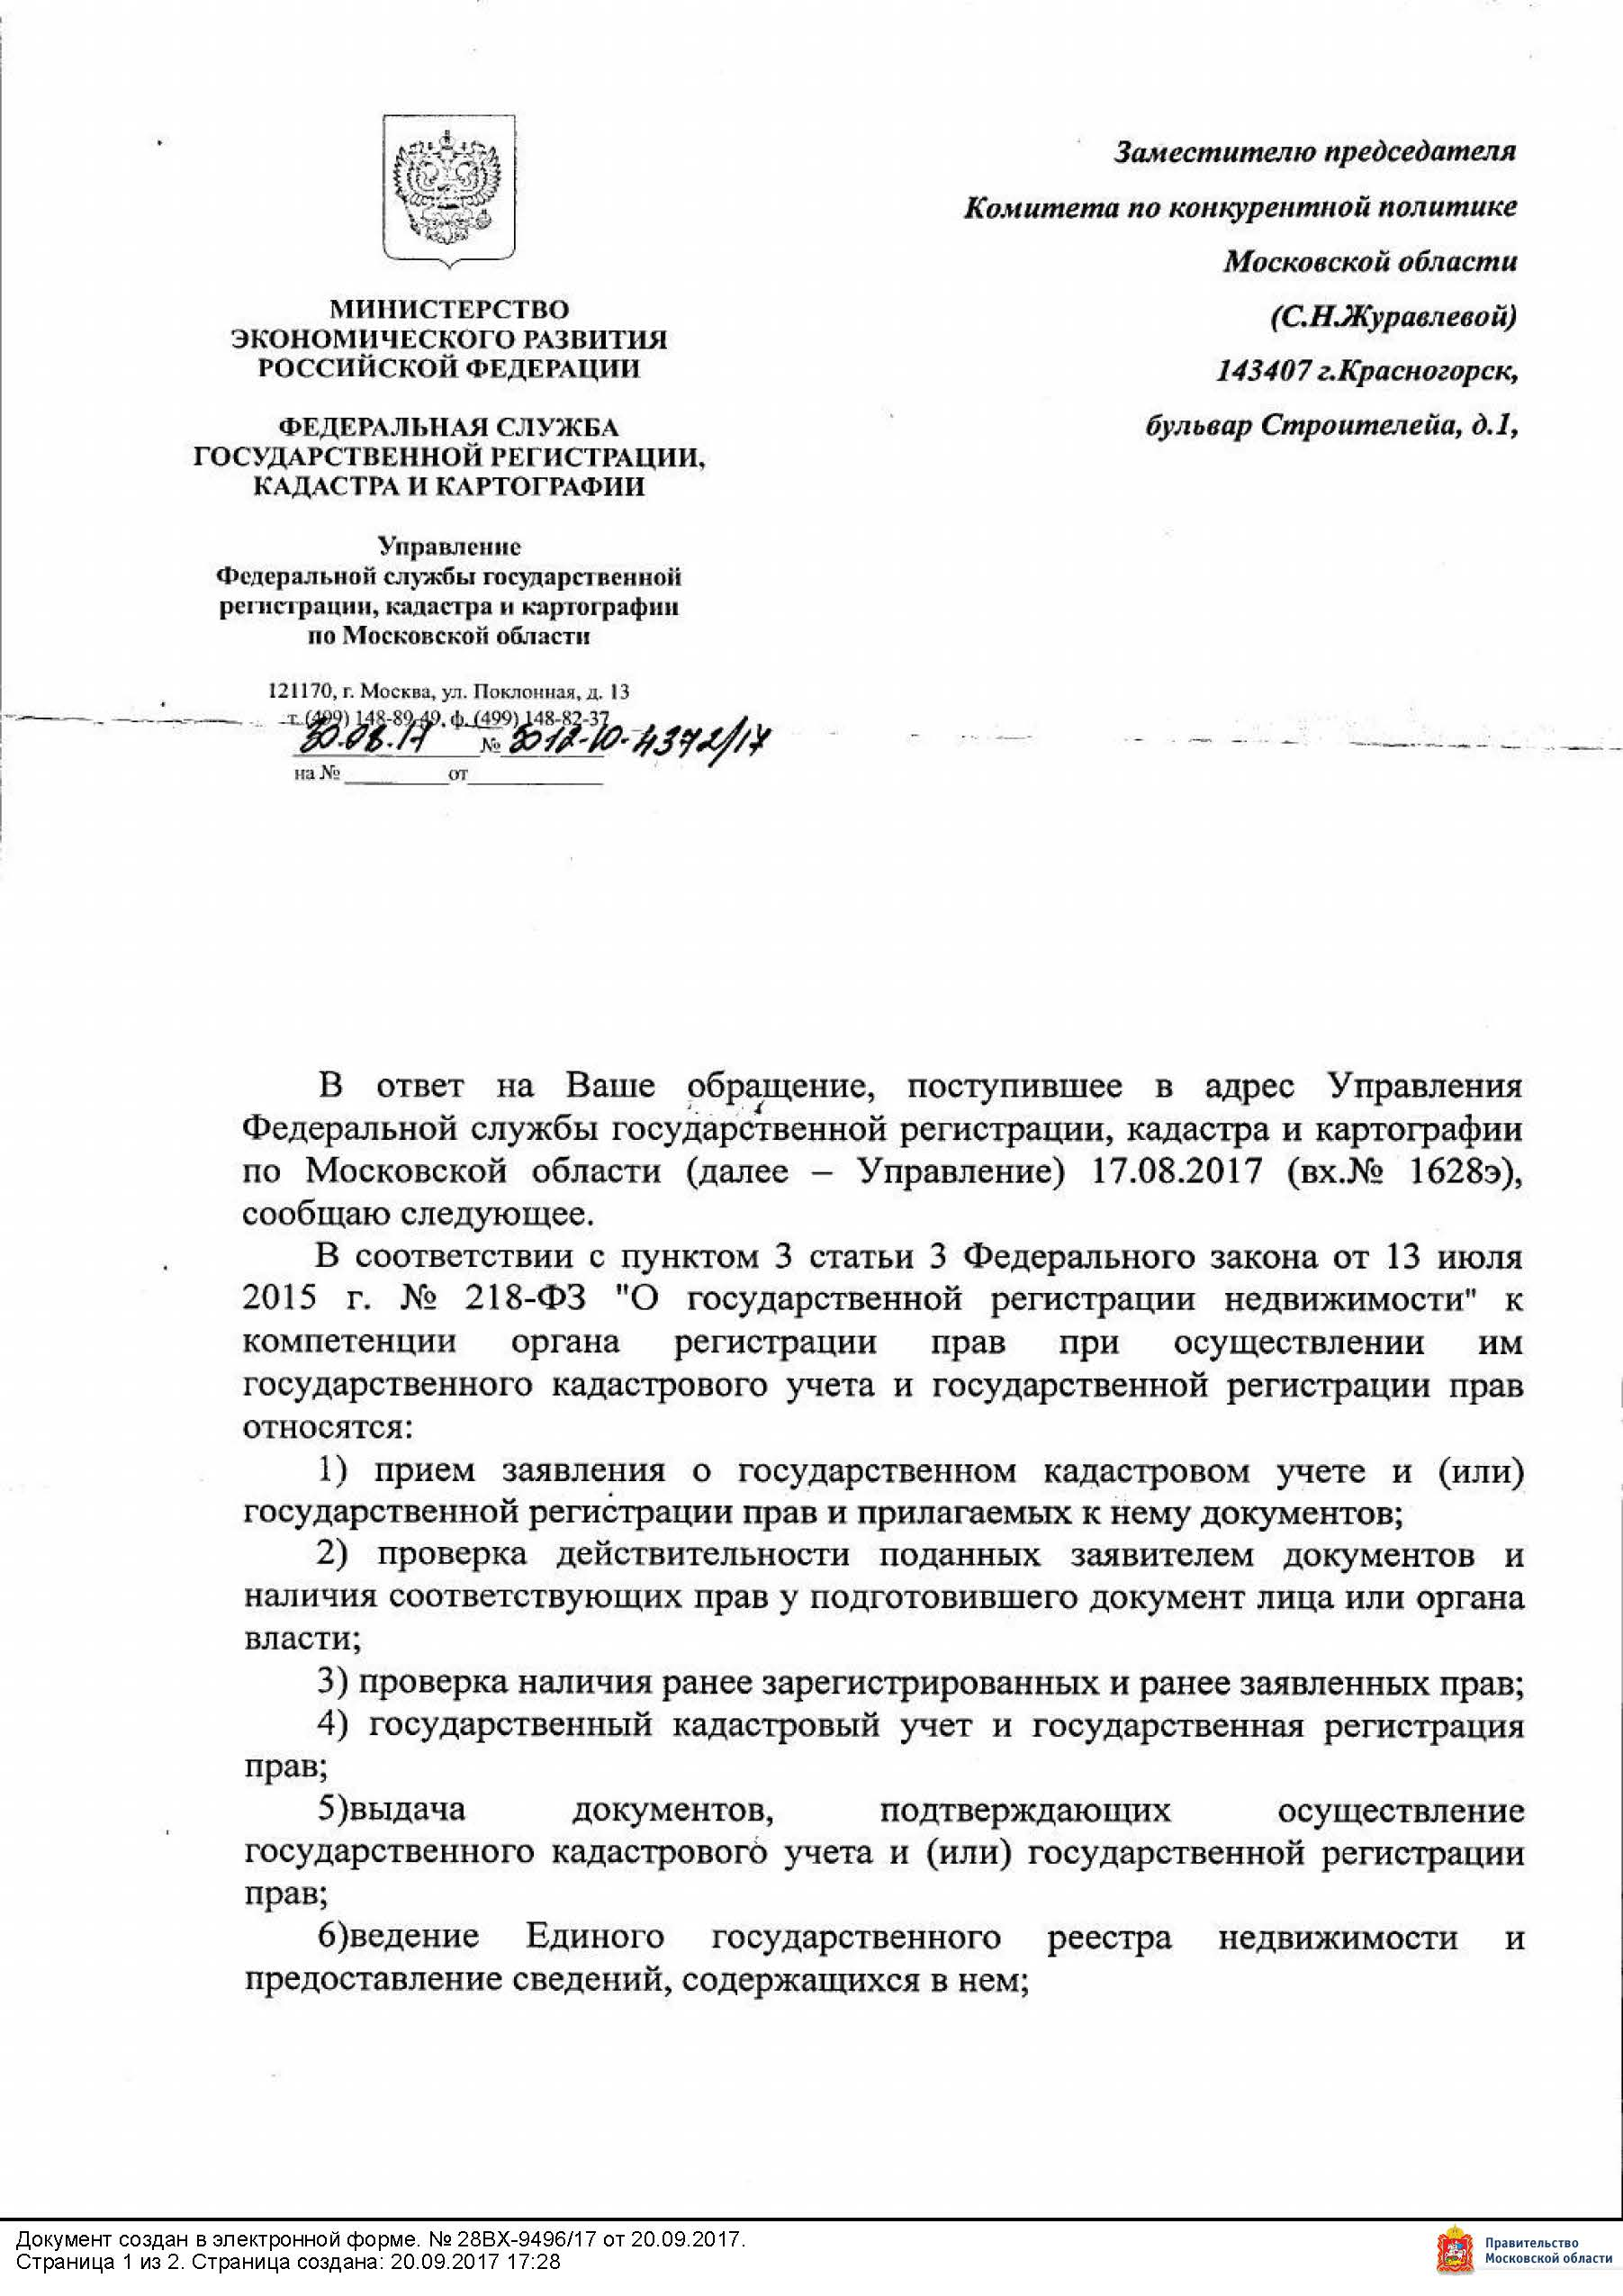 МИНИСТЕРСТВО
ЭКОНОМИЧЕСКОГО РАЗВИТИЯ
РОССИЙСКОЙ ФЕДЕРАЦИИ
ФЕДЕРАЛЬНАЯ СЛУЖБА
ГОСУДАРСТВЕННОЙ РЕГИСТРАЦИИ,
КАДАСТРА И КАРТОГРАФИИ
Управление
Федеральной службы государственной
регистрации, кадастра и картографии
по Московской области
121170, г. Москва, ул. Поклонная, д. 13
т. (499) 148-89-49, ф. (499) 148-82-37
30.08.17 № 3012-10-4372/17
на № от
Заместителю председателя
Комитета по конкурентной политике
Московской области
(С.Н.Журавлевой)
143407 г.Красногорск,
бульвар Строителейа, д.1,
В ответ на Ваше обращение, поступившее в адрес Управления
Федеральной службы государственной регистрации, кадастра и картографии
по Московской области (далее – Управление) 17.08.2017 (вх.№ 1628э),
сообщаю следующее.
В соответствии с пунктом 3 статьи 3 Федерального закона от 13 июля
2015 г. № 218-ФЗ "О государственной регистрации недвижимости" к
компетенции органа регистрации прав при осуществлении им
государственного кадастрового учета и государственной регистрации прав
относятся:
1) прием заявления о государственном кадастровом учете и (или)
государственной регистрации прав и прилагаемых к нему документов;
2) проверка действительности поданных заявителем документов и
наличия соответствующих прав у подготовившего документ лица или органа
власти;
3) проверка наличия ранее зарегистрированных и ранее заявленных прав;
4) государственный кадастровый учет и государственная регистрация
прав;
5)выдача документов, подтверждающих осуществление
государственного кадастрового учета и (или) государственной регистрации
прав;
6)ведение Единого государственного реестра недвижимости и
предоставление сведений, содержащихся в нем;
Документ создан в электронной форме. № 28ВХ-9496/17 от 20.09.2017.
Страница 1 из 2. Страница создана: 20.09.2017 17:28
Правительство
Московской области